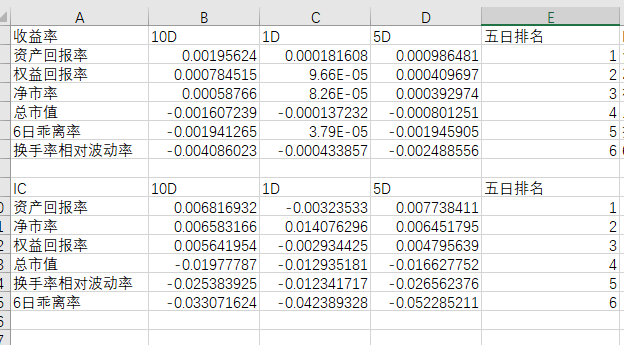 A B C D E
收益率 10D 1D 5D 五日排名
资产回报率 0.00195624 0.000181608 0.000986481 1
权益回报率 0.000784515 9.66E-05 0.000409697 2
净市率 0.00058766 8.26E-05 0.000392974 3
总市值 -0.001607239 -0.000137232 -0.000801251 4
6日乖离率 -0.001941265 3.79E-05 -0.001945905 5
换手率相对波动率 -0.004086023 -0.000433857 -0.002488556 6
IC 10D 1D 5D 五日排名
资产回报率 0.006816932 -0.00323533 0.007738411 1
净市率 0.006583166 0.014076296 0.006451795 2
权益回报率 0.005641954 -0.002934425 0.004795639 3
总市值 -0.01977787 -0.012935181 -0.016627752 4
换手率相对波动率 -0.025383925 -0.012341717 -0.026562376 5
6日乖离率 -0.033071624 -0.042389328 -0.052285211 6